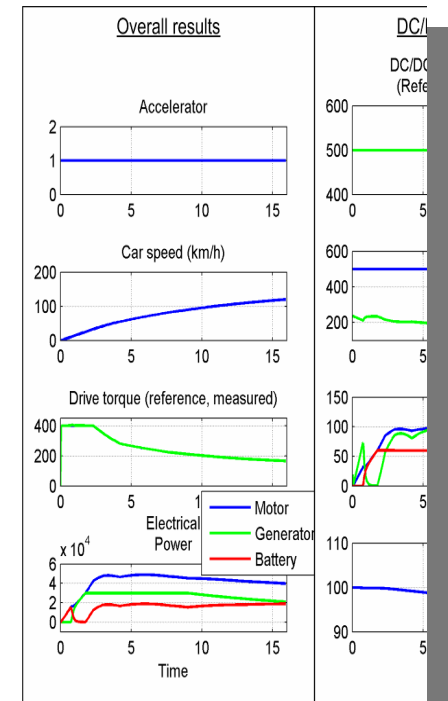 Overall results
Accelerator
2
1
0
0 5 10 15
Car speed (km/h)
200
100
0
0 5 10 15
Drive torque (reference, measured)
400
200
0
0 5 1
Electrical
Power
x 10^4
6
4
2
0
0 5 10 15
Time
Motor
Generator
Battery
DC/
DC/DC
(Refe
600
500
400
0 5
600
400
200
0 5
150
100
50
0
0 5
110
100
90
0 5